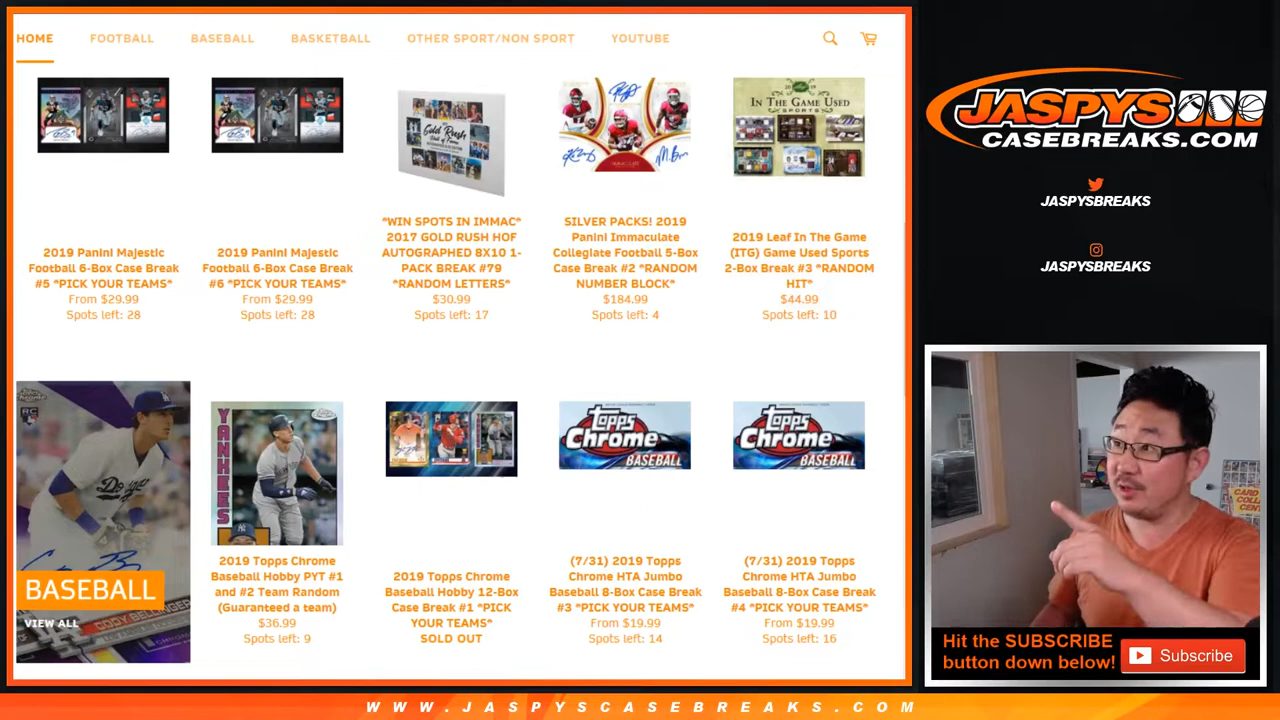 HOME
FOOTBALL
BASEBALL
BASKETBALL
OTHER SPORT/NON SPORT
YOUTUBE
Gold Rush
2019
IN THE GAME USED
SPORTS
2019 Panini Majestic
Football 6-Box Case Break
#5 *PICK YOUR TEAMS*
From $29.99
Spots left: 28
2019 Panini Majestic
Football 6-Box Case Break
#6 *PICK YOUR TEAMS*
From $29.99
Spots left: 28
*WIN SPOTS IN IMMAC*
2017 GOLD RUSH HOF
AUTOGRAPHED 8X10 1-
PACK BREAK #79
*RANDOM LETTERS*
$30.99
Spots left: 17
SILVER PACKS! 2019
Panini Immaculate
Collegiate Football 5-Box
Case Break #2 *RANDOM
NUMBER BLOCK*
$184.99
Spots left: 4
2019 Leaf In The Game
(ITG) Game Used Sports
2-Box Break #3 *RANDOM
HIT*
$44.99
Spots left: 10
RC
Dodgers
BASEBALL
VIEW ALL
CODY BELLINGER
YANKEES
2019 Topps Chrome
Baseball Hobby PYT #1
and #2 Team Random
(Guaranteed a team)
$36.99
Spots left: 9
2019 Topps Chrome
Baseball Hobby 12-Box
Case Break #1 *PICK
YOUR TEAMS*
SOLD OUT
Topps
Chrome
BASEBALL
(7/31) 2019 Topps
Chrome HTA Jumbo
Baseball 8-Box Case Break
#3 *PICK YOUR TEAMS*
From $19.99
Spots left: 14
Topps
Chrome
BASEBALL
(7/31) 2019 Topps
Chrome HTA Jumbo
Baseball 8-Box Case Break
#4 *PICK YOUR TEAMS*
From $19.99
Spots left: 16
JASPYS
CASEBREAKS.COM
JASPYSBREAKS
JASPYSBREAKS
CARD
COLLE
CENT
Hit the SUBSCRIBE
button down below!
Subscribe
WWW.JASPYSCASEBREAKS.COM